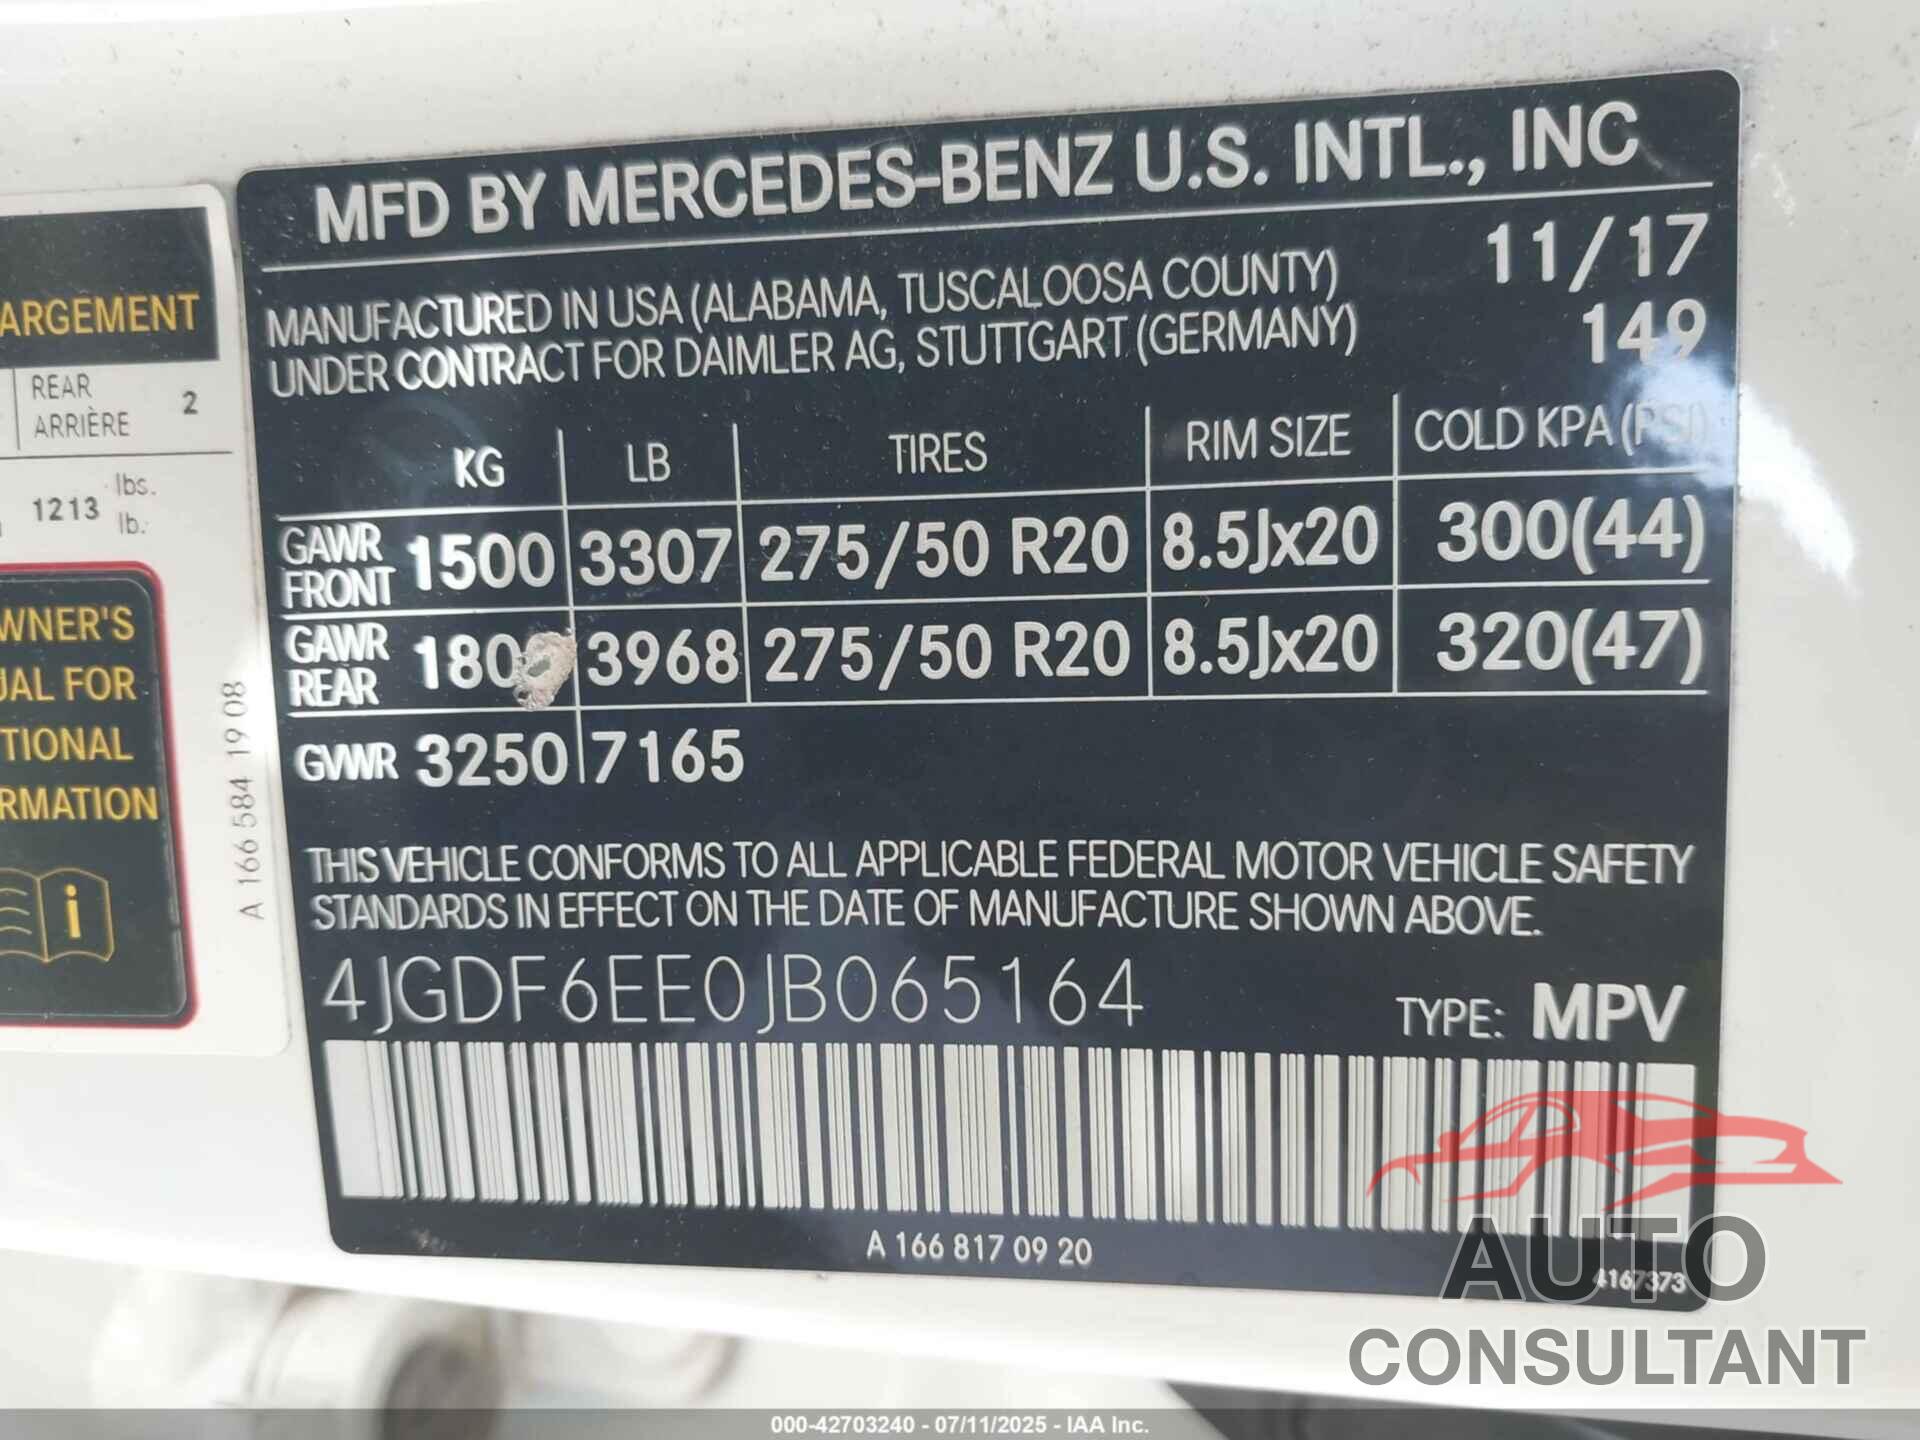 ARGEMENT
REAR
ARRIÈRE 2
1213 lbs.
lb.
WNER'S
UAL FOR
TIONAL
RMATION
i
A 166 584 19 08
MFD BY MERCEDES-BENZ U.S. INTL., INC
MANUFACTURED IN USA (ALABAMA, TUSCALOOSA COUNTY) 11/17
UNDER CONTRACT FOR DAIMLER AG, STUTTGART (GERMANY) 149
KG LB TIRES RIM SIZE COLD KPA (PSI)
GAWR FRONT 1500 3307 275/50 R20 8.5Jx20 300(44)
GAWR REAR 180 3968 275/50 R20 8.5Jx20 320(47)
GVWR 3250 7165
THIS VEHICLE CONFORMS TO ALL APPLICABLE FEDERAL MOTOR VEHICLE SAFETY
STANDARDS IN EFFECT ON THE DATE OF MANUFACTURE SHOWN ABOVE.
4JGDF6EE0JB065164
TYPE: MPV
A 166 817 09 20
4167373
AUTO
CONSULTANT
000-42703240 - 07/11/2025 - IAA Inc.